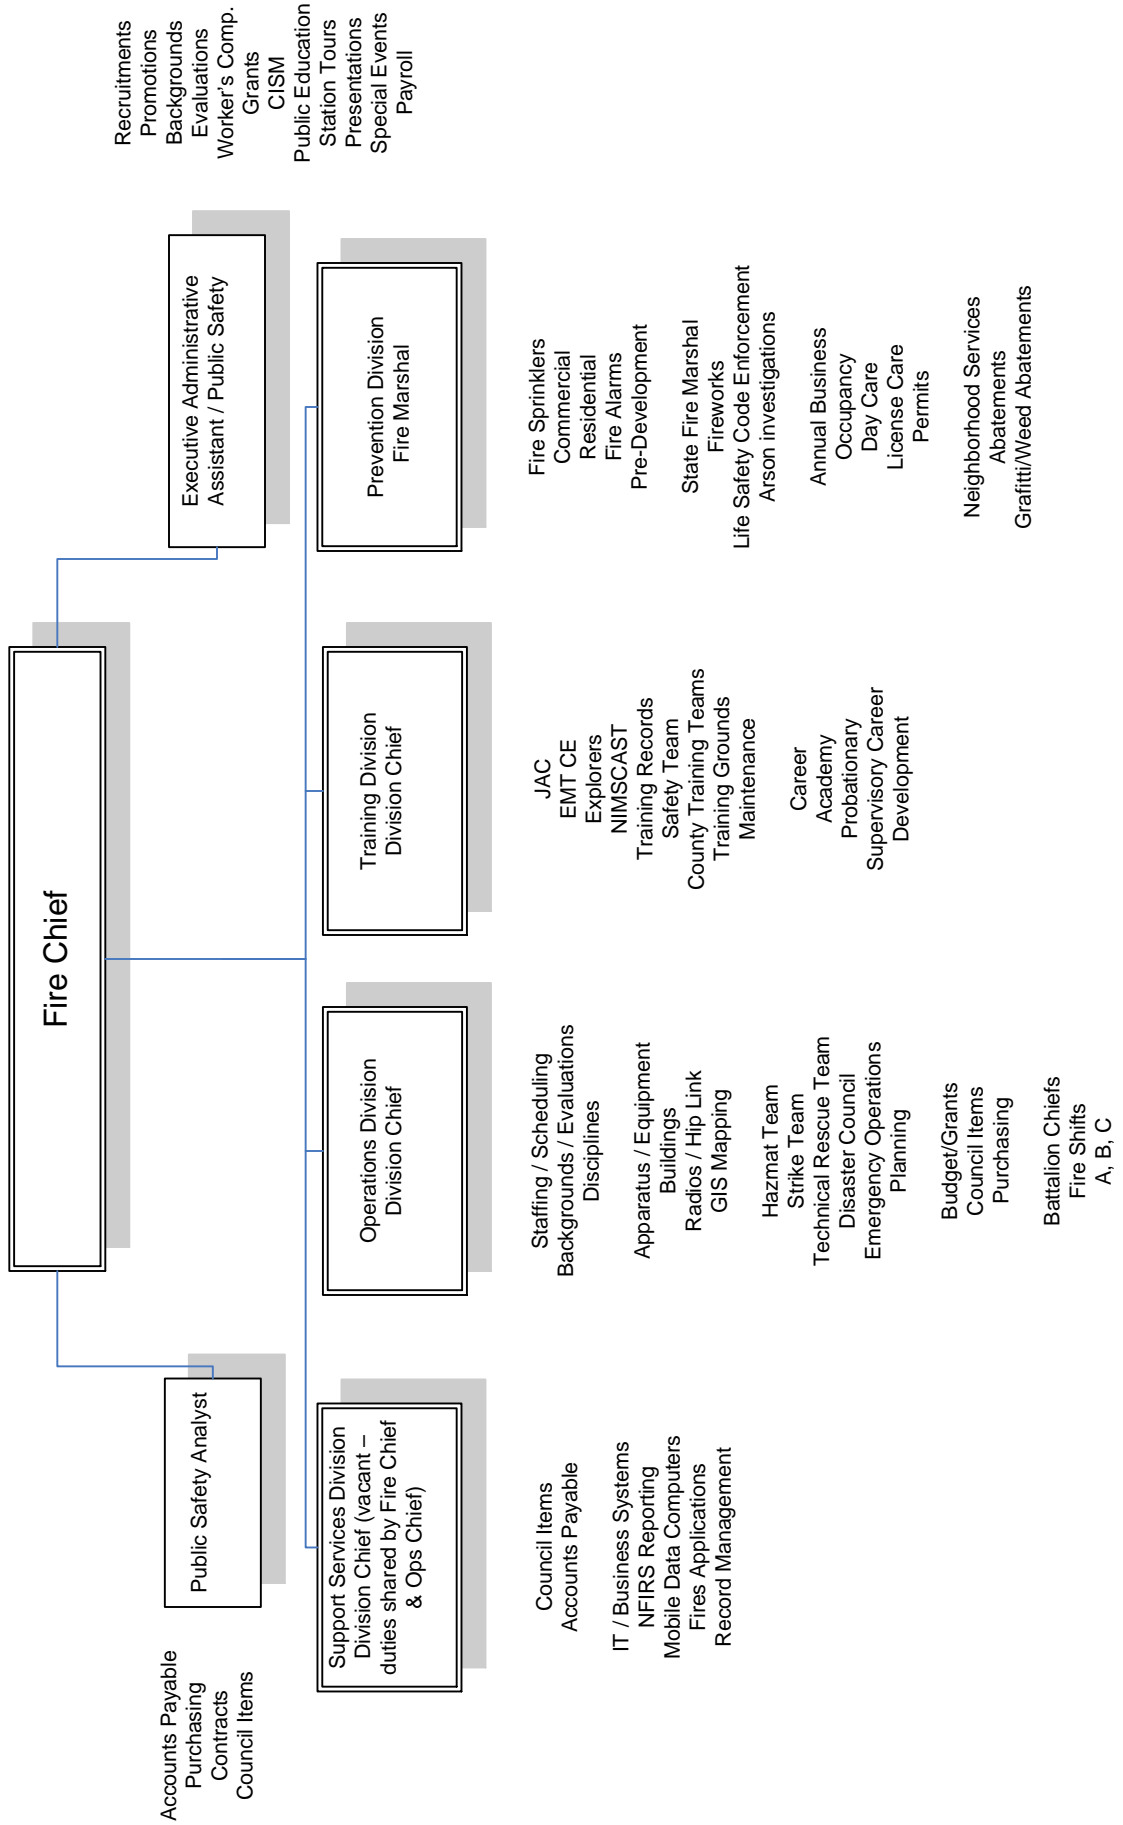 Fire Chief
Accounts Payable
Purchasing
Contracts
Council Items
Public Safety Analyst
Executive Administrative
Assistant / Public Safety
Recruitments
Promotions
Backgrounds
Evaluations
Worker's Comp.
Grants
CISM
Public Education
Station Tours
Presentations
Special Events
Payroll
Support Services Division
Division Chief (vacant –
duties shared by Fire Chief
& Ops Chief)
Council Items
Accounts Payable
IT / Business Systems
NFIRS Reporting
Mobile Data Computers
Fires Applications
Record Management
Operations Division
Division Chief
Staffing / Scheduling
Backgrounds / Evaluations
Disciplines
Apparatus / Equipment
Buildings
Radios / Hip Link
GIS Mapping
Hazmat Team
Strike Team
Technical Rescue Team
Disaster Council
Emergency Operations
Planning
Budget/Grants
Council Items
Purchasing
Battalion Chiefs
Fire Shifts
A, B, C
Training Division
Division Chief
JAC
EMT CE
Explorers
NIMSCAST
Training Records
Safety Team
County Training Teams
Training Grounds
Maintenance
Career
Academy
Probationary
Supervisory Career
Development
Prevention Division
Fire Marshal
Fire Sprinklers
Commercial
Residential
Fire Alarms
Pre-Development
State Fire Marshal
Fireworks
Life Safety Code Enforcement
Arson investigations
Annual Business
Occupancy
Day Care
License Care
Permits
Neighborhood Services
Abatements
Grafitti/Weed Abatements